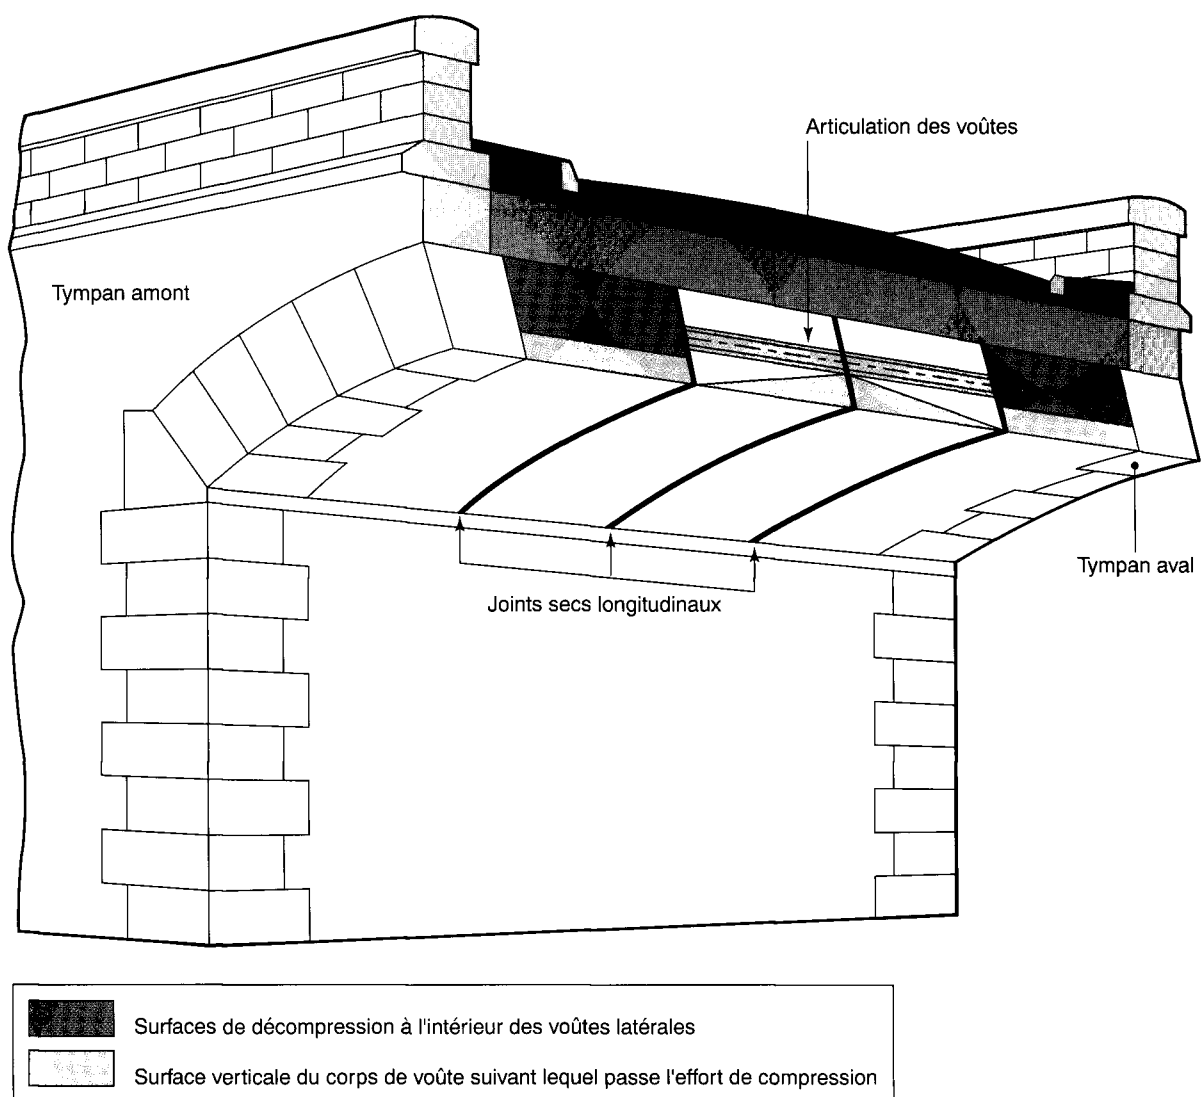 Articulation des voûtes
Tympan amont
Tympan aval
Joints secs longitudinaux
Surfaces de décompression à l'intérieur des voûtes latérales
Surface verticale du corps de voûte suivant lequel passe l'effort de compression